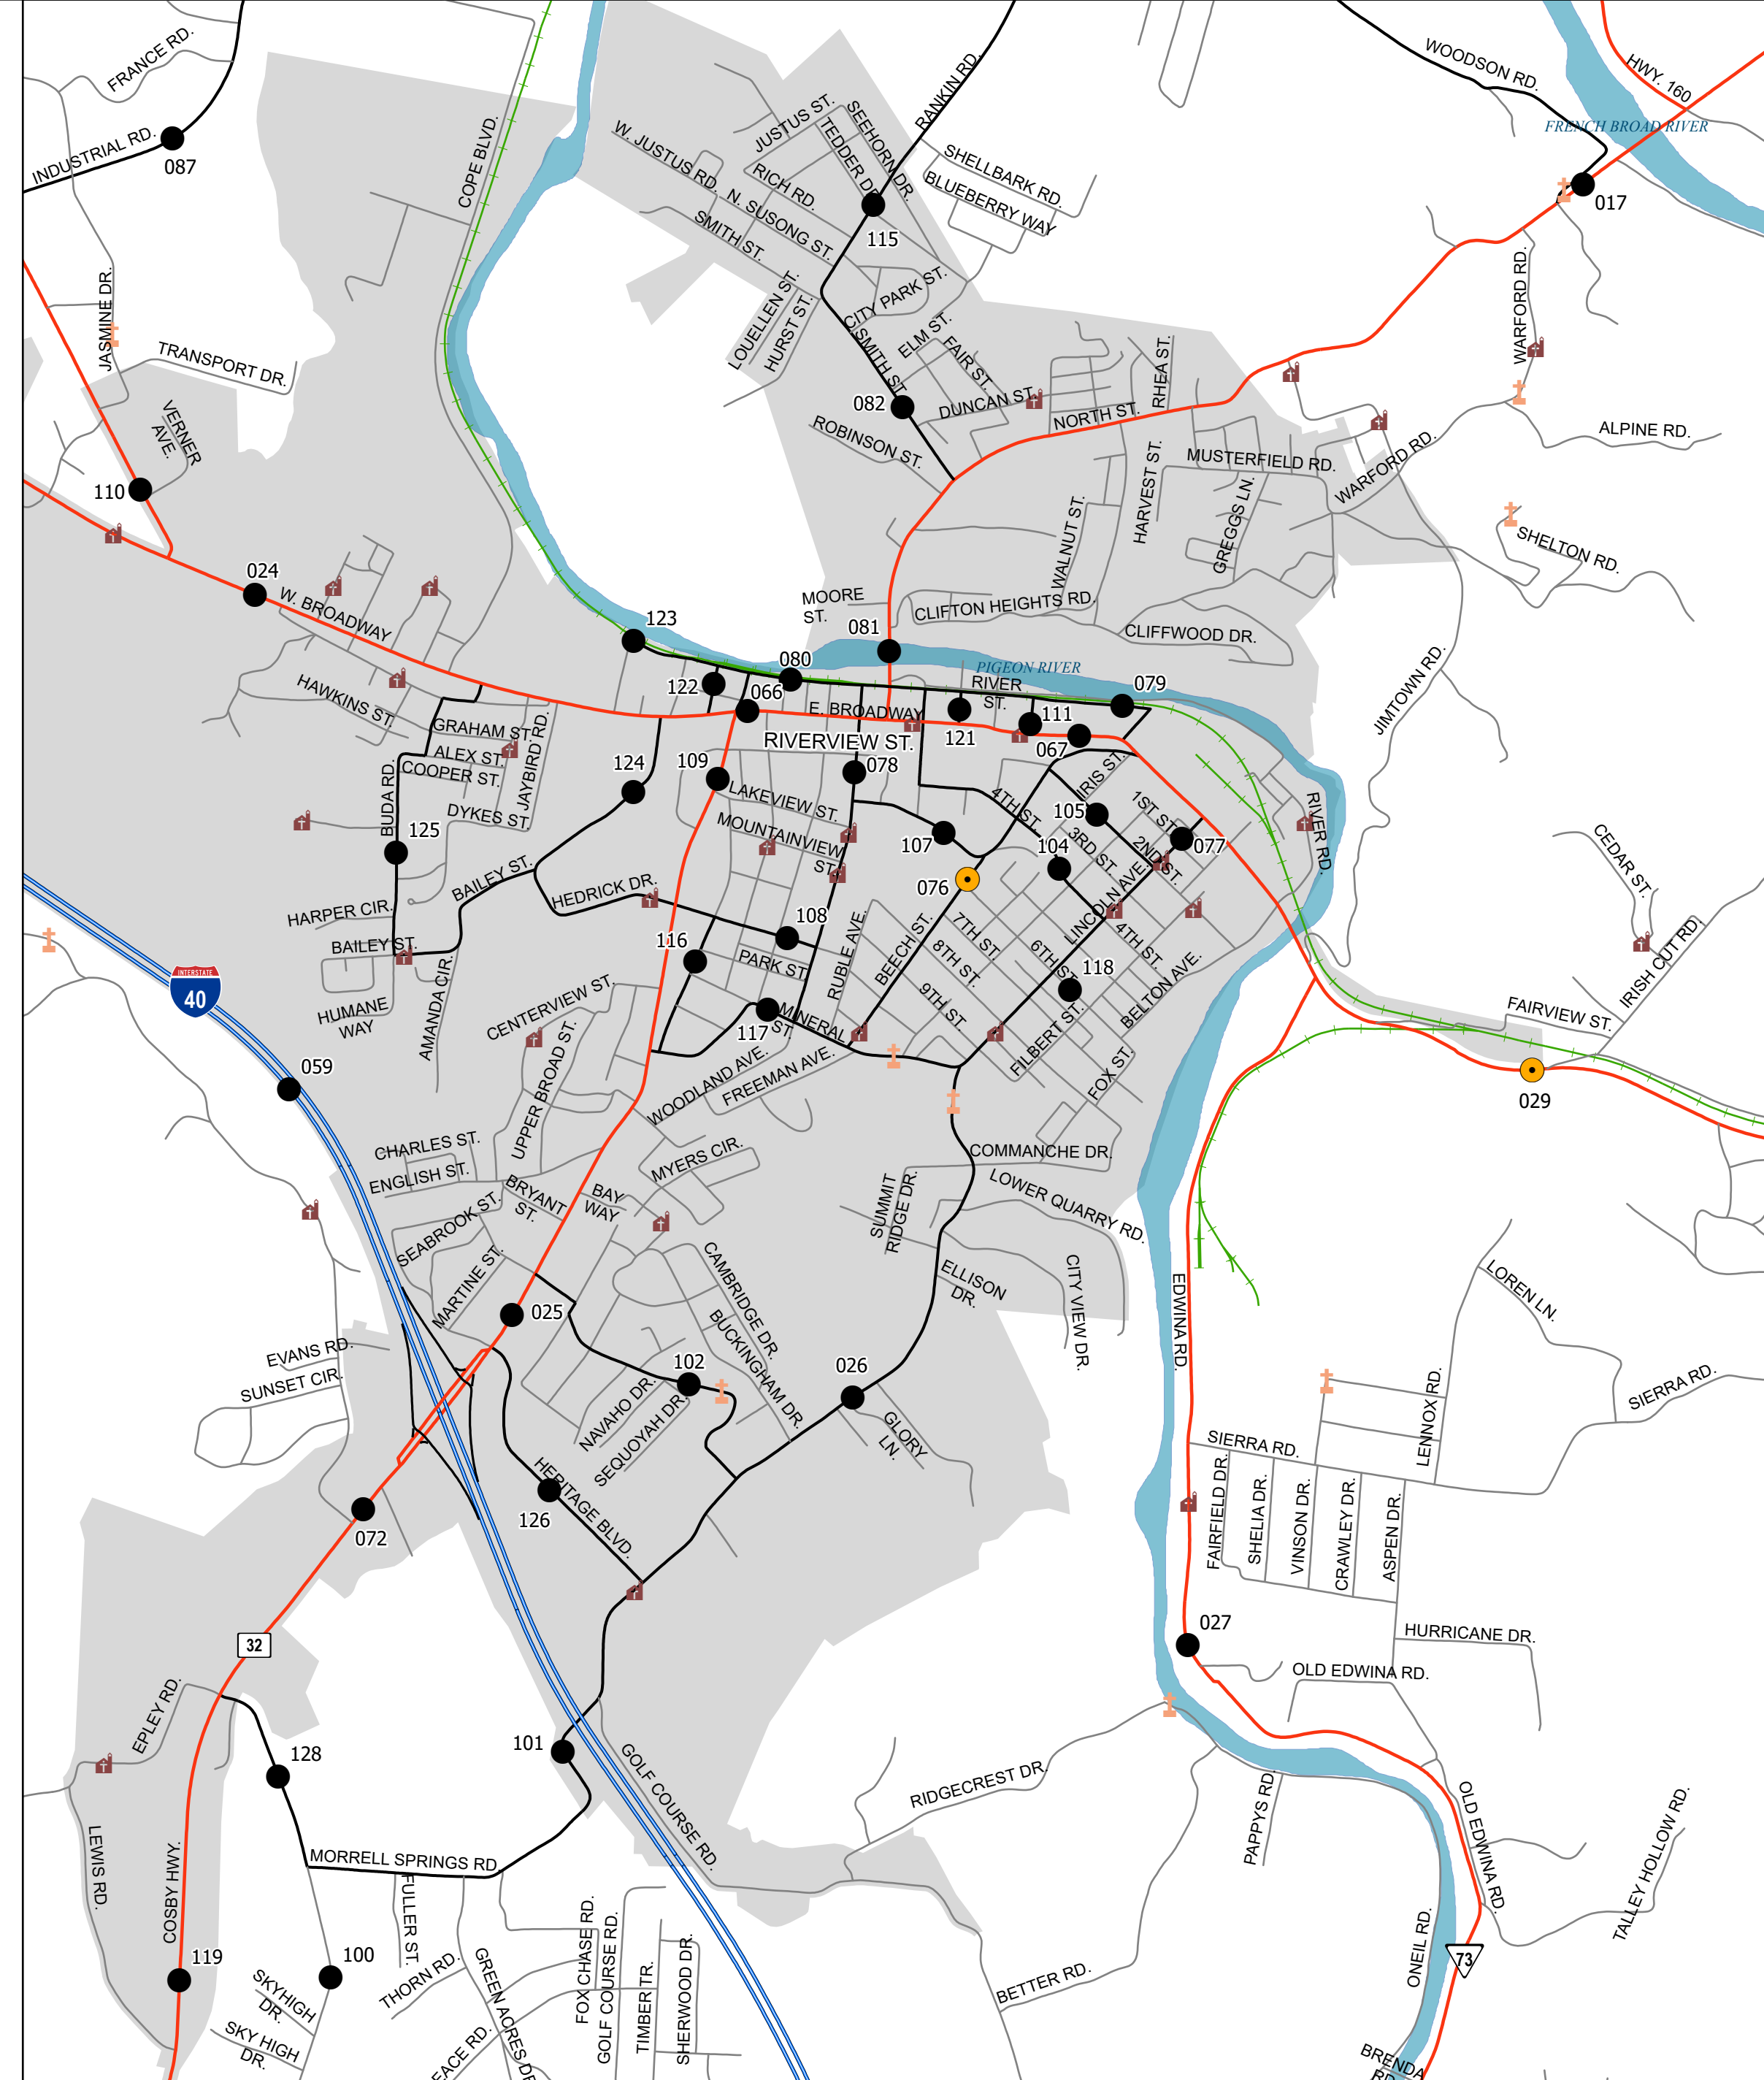 FRANCE RD.
WOODSON RD.
HWY. 160
RANKIN RD.
JUSTUS ST.
SEEHORN DR.
TEDDER DR.
W. JUSTUS RD.
INDUSTRIAL RD.
087
COPE BLVD.
FRENCH BROAD RIVER
SHELLBARK RD.
BLUEBERRY WAY
RICH RD.
N. SUSONG ST.
SMITH ST.
017
115
WARFORD RD.
JASMINE DR.
TRANSPORT DR.
LOUELLEN ST.
HURST ST.
CITY PARK ST.
SMITH ST.
ELM ST.
FAIR ST.
RHEA ST.
082
DUNCAN ST.
NORTH ST.
ROBINSON ST.
VERNER
AVE.
110
ALPINE RD.
MUSTERFIELD RD.
WARFORD RD.
HARVEST ST.
WALNUT ST.
GREGGS LN.
SHELTON RD.
024
W. BROADWAY
MOORE
ST.
CLIFTON HEIGHTS RD.
CLIFFWOOD DR.
123
081
080
PIGEON RIVER
JIMTOWN RD.
122
066
RIVER
ST.
079
HAWKINS ST.
E. BROADWAY
111
121
067
GRAHAM ST.
ALEX ST.
COOPER ST.
JAYBIRD RD.
BUDA RD.
DYKES ST.
RIVERVIEW ST.
124
109
078
LAKEVIEW ST.
MOUNTAINVIEW
ST.
IRIS ST.
4TH ST.
105
1ST ST.
2ND ST.
3RD ST.
077
RIVER RD.
125
107
104
076
CEDAR ST.
BAILEY ST.
HEDRICK DR.
HARPER CIR.
BAILEY ST.
108
116
PARK ST.
RUBLE AVE.
BEECH ST.
7TH ST.
8TH ST.
9TH ST.
LINCOLN AVE.
6TH ST.
4TH ST.
118
BELTON AVE.
IRISH CUT RD.
FAIRVIEW ST.
INTERSTATE
40
HUMANE
WAY
AMANDA CIR.
CENTERVIEW ST.
117
MINERAL
ST.
FILBERT ST.
FOX ST.
059
UPPER BROAD ST.
WOODLAND AVE.
FREEMAN AVE.
029
CHARLES ST.
ENGLISH ST.
MYERS CIR.
COMMANCHE DR.
LOWER QUARRY RD.
SUMMIT
RIDGE DR.
SEABROOK ST.
BRYANT
ST.
BAY
WAY
MARTINE ST.
CAMBRIDGE DR.
BUCKINGHAM DR.
ELLISON
DR.
CITY VIEW DR.
EDWINA RD.
LOREN LN.
025
EVANS RD.
SUNSET CIR.
102
026
NAVAHO DR.
SEQUOYAH DR.
GLORY
LN.
LENNOX RD.
SIERRA RD.
SIERRA RD.
HERITAGE BLVD.
126
072
FAIRFIELD DR.
SHELIA DR.
VINSON DR.
CRAWLEY DR.
ASPEN DR.
027
HURRICANE DR.
OLD EDWINA RD.
32
EPLEY RD.
128
101
GOLF COURSE RD.
RIDGECREST DR.
PAPPYS RD.
OLD EDWINA RD.
TALLEY HOLLOW RD.
LEWIS RD.
COSBY HWY.
MORRELL SPRINGS RD.
FULLER ST.
119
100
SKYHIGH
DR.
SKY HIGH
DR.
THORN RD.
GREEN ACRES DR.
FOX CHASE RD.
GOLF COURSE RD.
TIMBER TR.
SHERWOOD DR.
BETTER RD.
ONEIL RD.
73
EACE RD.
BRENDA
RD.